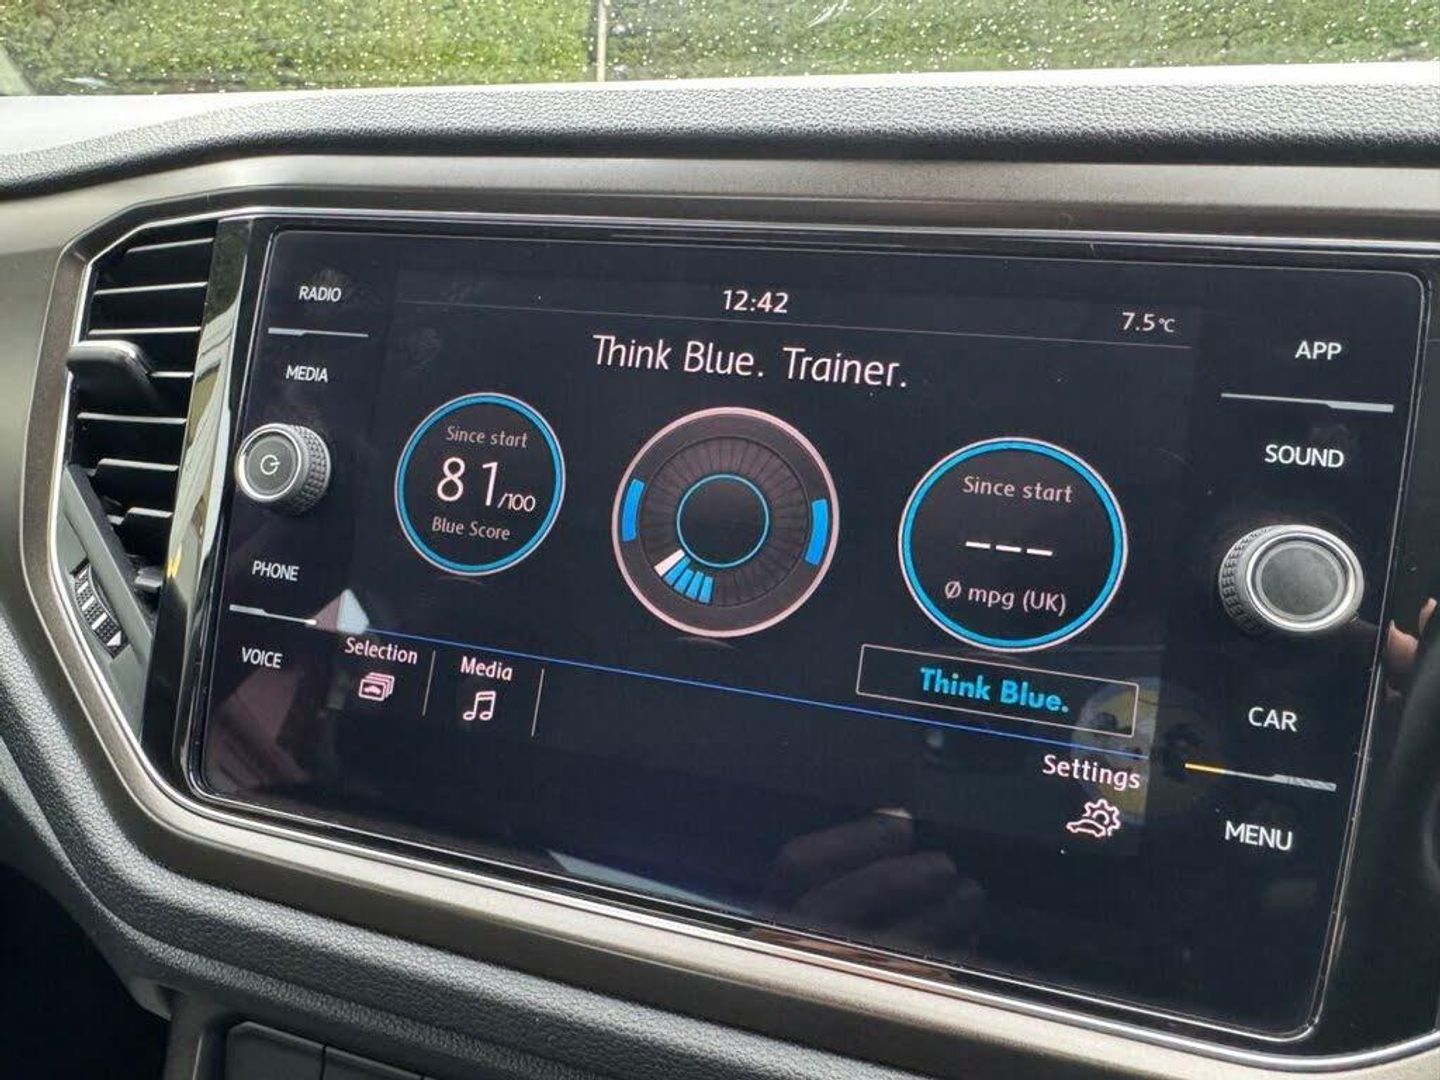 RADIO
MEDIA
PHONE
VOICE
12:42
7.5°C
Think Blue. Trainer.
Since start
81/100
Blue Score
Since start
---
Ø mpg (UK)
Think Blue.
Selection
Media
Settings
APP
SOUND
CAR
MENU